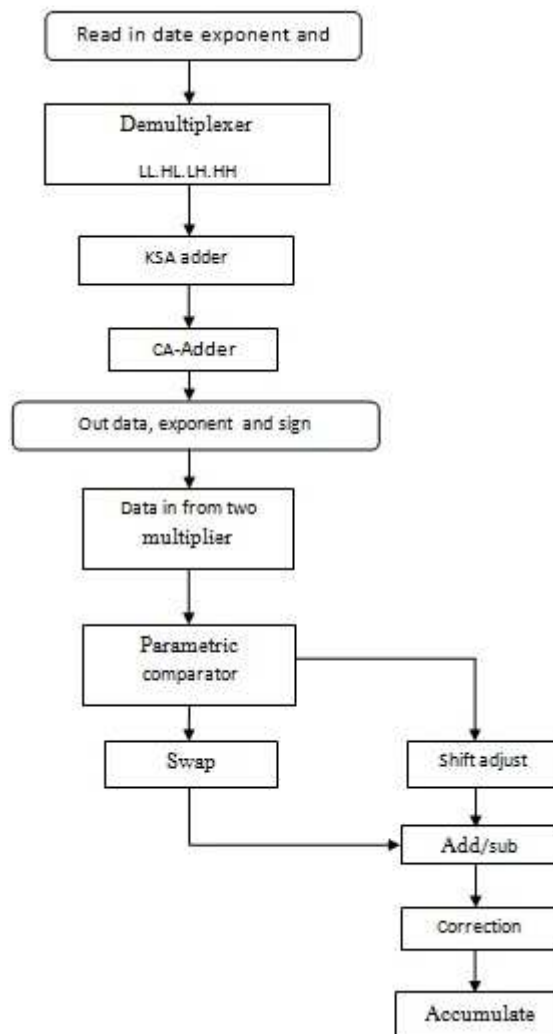 Read in date exponent and
Demultiplexer
LL.HL.LH.HH
KSA adder
CA-Adder
Out data, exponent and sign
Data in from two
multiplier
Parametric
comparator
Swap
Shift adjust
Add/sub
Correction
Accumulate